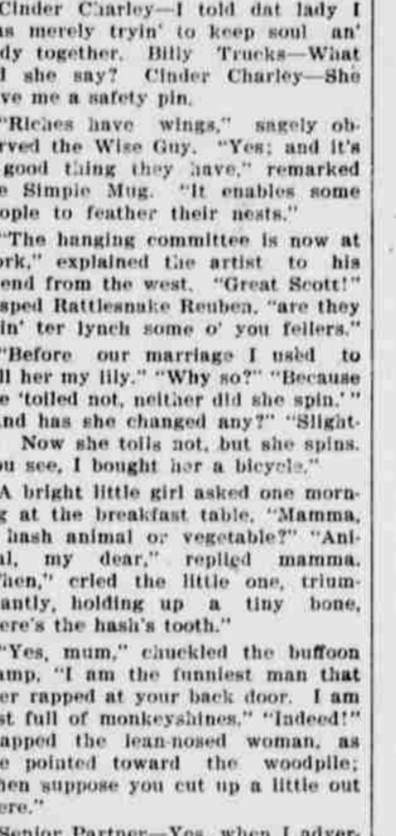 Cinder Charley—I told dat lady I
as merely tryin' to keep soul an'
dy together. Billy Trucks—What
d she say? Cinder Charley—She
ve me a safety pin.
"Riches have wings," sagely ob-
rved the Wise Guy. "Yes; and it's
good thing they have," remarked
e Simple Mug. "It enables some
ople to feather their nests."
"The hanging committee is now at
ork," explained the artist to his
end from the west. "Great Scott!"
sped Rattlesnake Reuben, "are they
in' ter lynch some o' you fellers."
"Before our marriage I used to
ll her my lily." "Why so?" "Because
e 'toiled not, neither did she spin.'"
nd has she changed any?" "Slight-
Now she toils not, but she spins.
ou see, I bought her a bicycle."
A bright little girl asked one morn-
g at the breakfast table, "Mamma,
hash animal or vegetable?" "Ani-
al, my dear," replied mamma.
hen," cried the little one, trium-
antly, holding up a tiny bone,
ere's the hash's tooth."
"Yes, mum," chuckled the buffoon
amp, "I am the funniest man that
er rapped at your back door. I am
st full of monkeyshines." "Indeed!"
apped the lean-nosed woman, as
e pointed toward the woodpile;
hen suppose you cut up a little out
ere."
Senior Partner—Yes, when I adver-